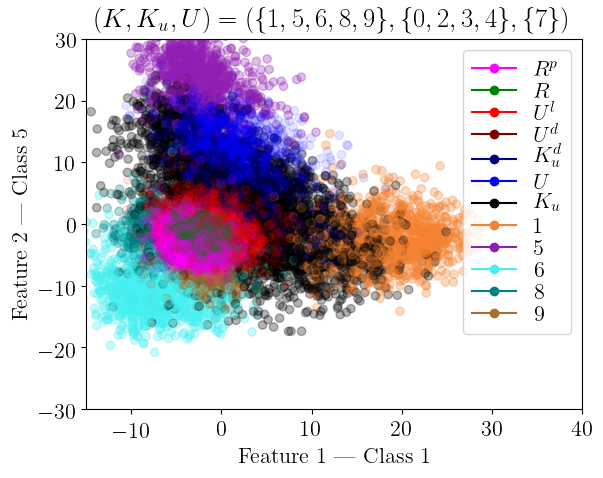 (K, K_u, U) = ({1, 5, 6, 8, 9}, {0, 2, 3, 4}, {7})
30
20
10
0
−10
−20
−30
Feature 2 — Class 5
−10
0
10
20
30
40
Feature 1 — Class 1
R^p
R
U^l
U^d
K_u^d
U
K_u
1
5
6
8
9